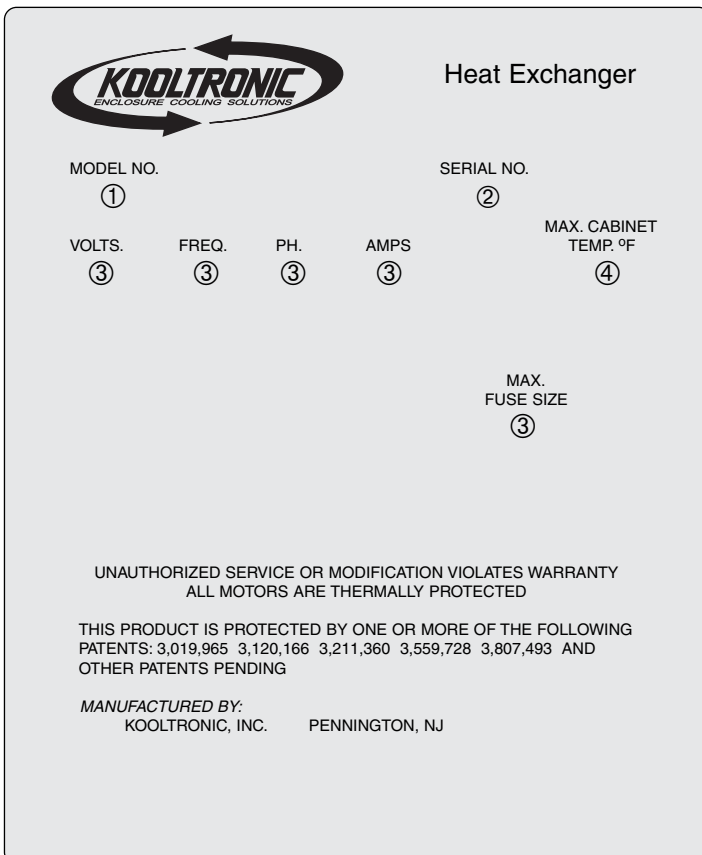 KOOLTRONIC
ENCLOSURE COOLING SOLUTIONS
Heat Exchanger
MODEL NO.
①
SERIAL NO.
②
VOLTS. FREQ. PH. AMPS MAX. CABINET
TEMP. ºF
③ ③ ③ ③ ④
MAX.
FUSE SIZE
③
UNAUTHORIZED SERVICE OR MODIFICATION VIOLATES WARRANTY
ALL MOTORS ARE THERMALLY PROTECTED
THIS PRODUCT IS PROTECTED BY ONE OR MORE OF THE FOLLOWING
PATENTS: 3,019,965 3,120,166 3,211,360 3,559,728 3,807,493 AND
OTHER PATENTS PENDING
MANUFACTURED BY:
KOOLTRONIC, INC. PENNINGTON, NJ